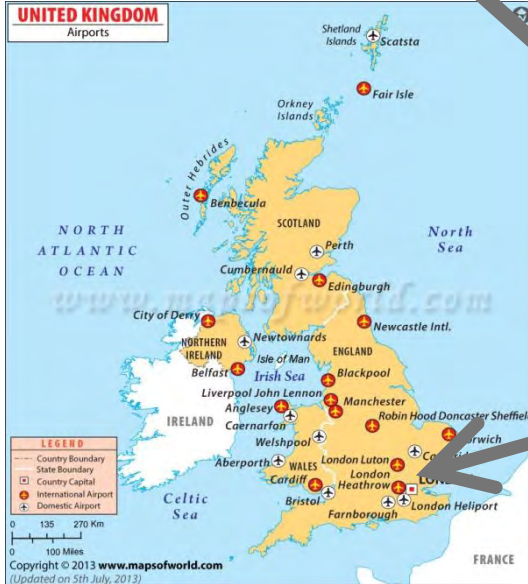 UNITED KINGDOM
Airports
Shetland
Islands
Scatsta
Fair Isle
Orkney
Islands
Outer Hebrides
Benbecula
SCOTLAND
NORTH
ATLANTIC
OCEAN
North
Sea
Perth
Cumbernauld
Edingburgh
www.mapsofworld.com
City of Derry
Newcastle Intl.
NORTHERN
IRELAND
Newtownards
ENGLAND
Isle of Man
Belfast
Irish Sea
Blackpool
Liverpool John Lennon
Manchester
Anglesey
IRELAND
Caernarfon
Robin Hood Doncaster Sheffield
Welshpool
LEGEND
Country Boundary
State Boundary
Country Capital
International Airport
Domestic Airport
Aberporth
WALES
London Luton
London
Heathrow
Cardiff
Celtic
Sea
Bristol
London Heliport
Farnborough
0 135 270 Km
0 100 Miles
FRANCE
Copyright © 2013 www.mapsofworld.com
(Updated on 5th July, 2013)